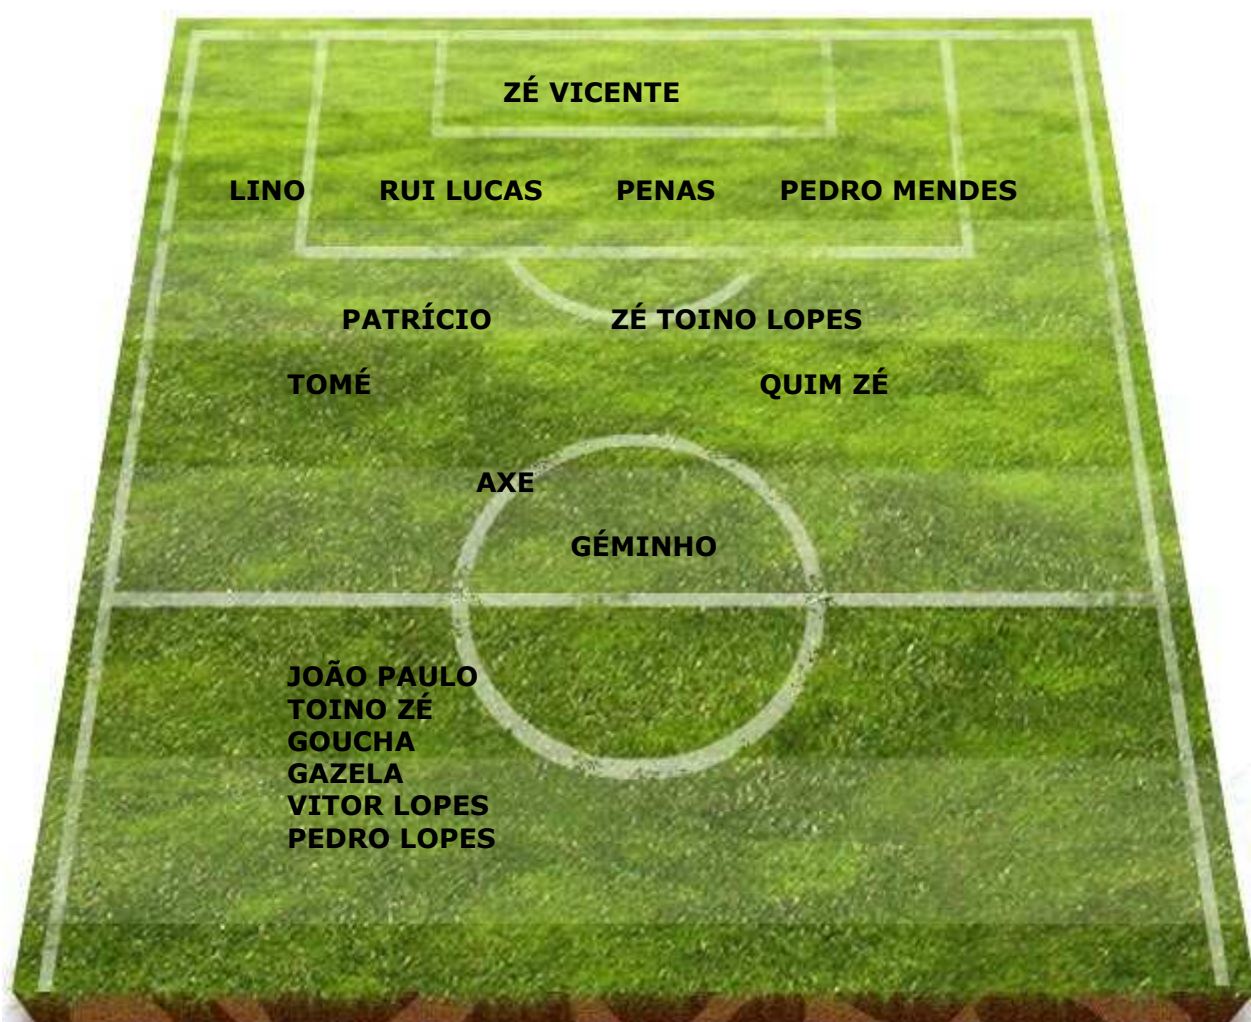 ZÉ VICENTE
LINO RUI LUCAS PENAS PEDRO MENDES
PATRÍCIO ZÉ TOINO LOPES
TOMÉ QUIM ZÉ
AXE
GÉMINHO
JOÃO PAULO
TOINO ZÉ
GOUCHA
GAZELA
VITOR LOPES
PEDRO LOPES